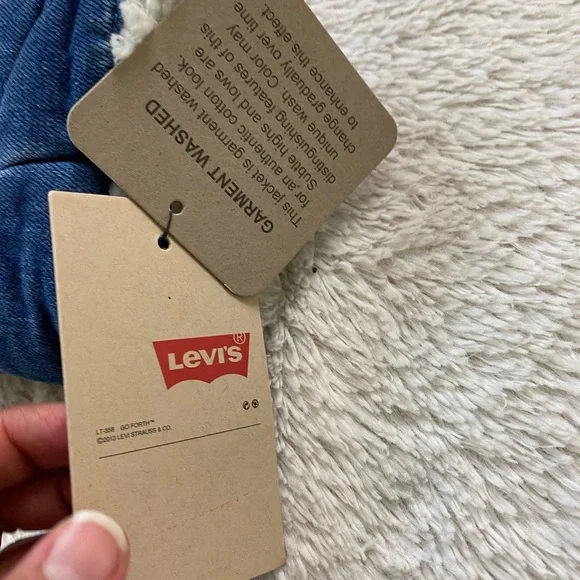 GARMENT WASHED
This jacket is garment washed
for an authentic cotton look.
Subtle highs and lows are
distinguishing features of this
unique wash. Color may
change gradually over time
to enhance this effect.
LEVI'S®
LT-356 GO FORTH™
©2013 LEVI STRAUSS & CO.